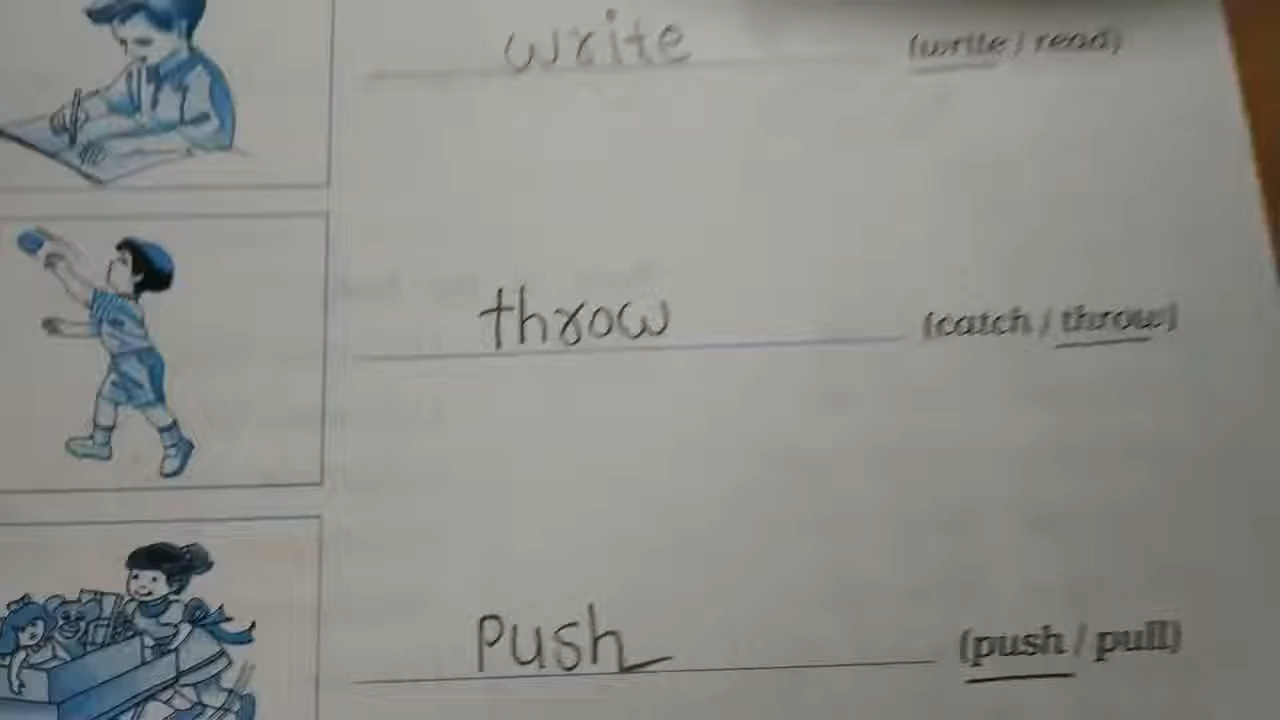 write (write / read)
throw (catch / throw)
push (push / pull)